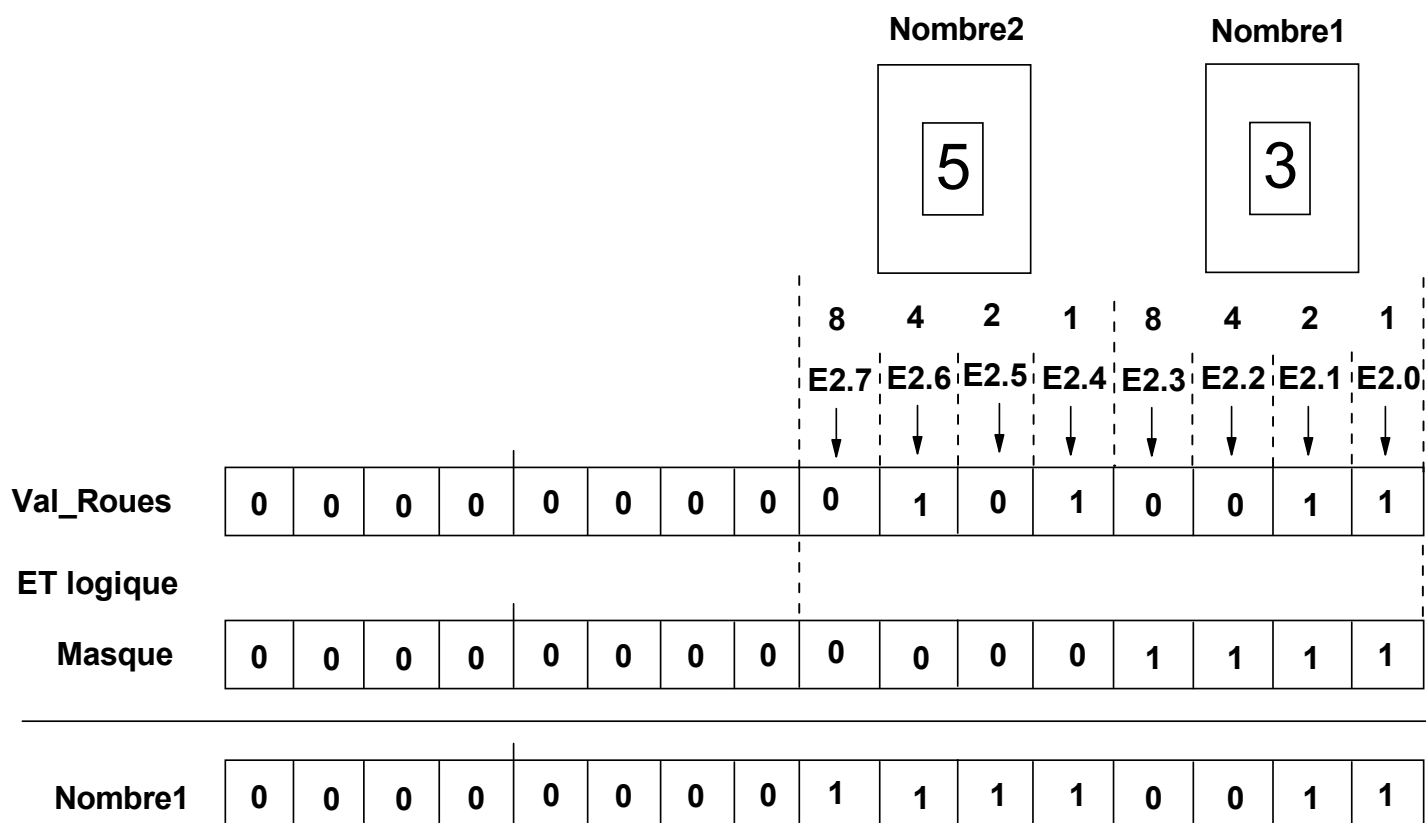 Nombre2 Nombre1
5 3
8 4 2 1 8 4 2 1
E2.7 E2.6 E2.5 E2.4 E2.3 E2.2 E2.1 E2.0
Val_Roues 0 0 0 0 0 0 0 0 0 1 0 1 0 0 1 1
ET logique
Masque 0 0 0 0 0 0 0 0 0 0 0 0 1 1 1 1
Nombre1 0 0 0 0 0 0 0 0 1 1 1 1 0 0 1 1